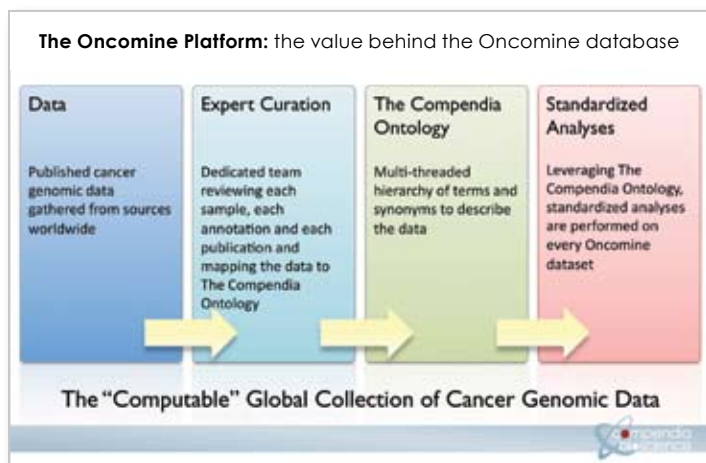 The Oncomine Platform: the value behind the Oncomine database
Data
Published cancer
genomic data
gathered from sources
worldwide
Expert Curation
Dedicated team
reviewing each
sample, each
annotation and each
publication and
mapping the data to
The Compendia
Ontology
The Compendia
Ontology
Multi-threaded
hierarchy of terms and
synonyms to describe
the data
Standardized
Analyses
Leveraging The
Compendia Ontology,
standardized analyses
are performed on
every Oncomine
dataset
The “Computable” Global Collection of Cancer Genomic Data
compendia
bioscience